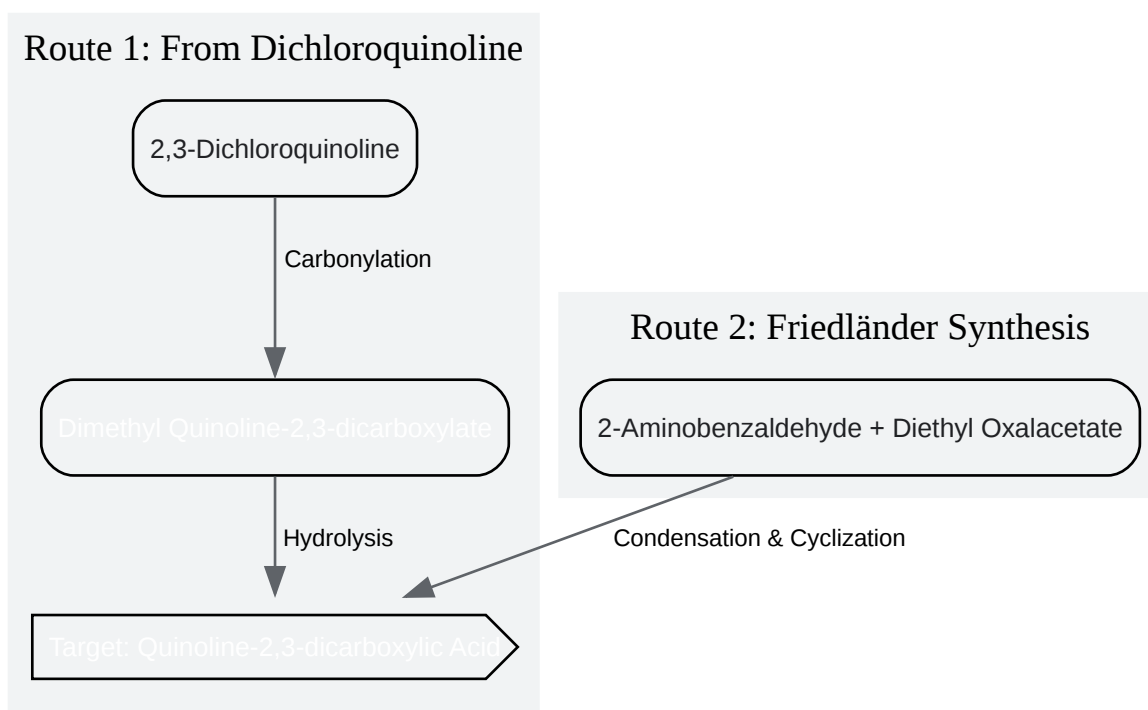 Route 1: From Dichloroquinoline
2,3-Dichloroquinoline
Carbonylation
Route 2: Friedländer Synthesis
Dimethyl Quinoline-2,3-dicarboxylate
2-Aminobenzaldehyde + Diethyl Oxalacetate
Hydrolysis
Condensation & Cyclization
Target: Quinoline-2,3-dicarboxylic Acid